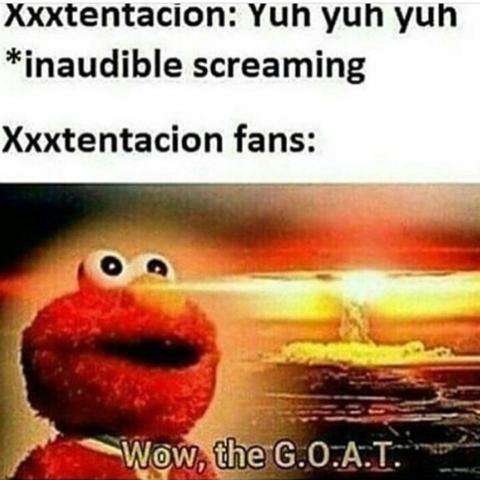 Xxxtentacion: Yuh yuh yuh
*inaudible screaming
Xxxtentacion fans:
Wow, the G.O.A.T.